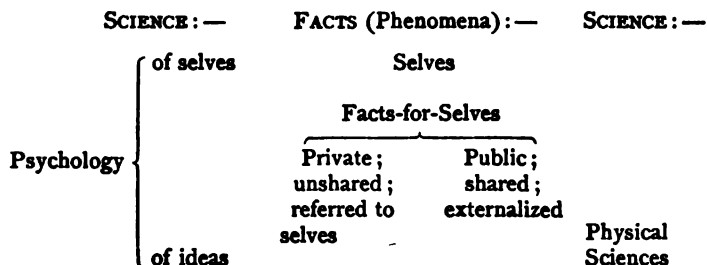 SCIENCE: — FACTS (Phenomena): — SCIENCE: —
of selves Selves
Facts-for-Selves
Psychology
Private; Public;
unshared; shared;
referred to externalized
selves
Physical
of ideas Sciences